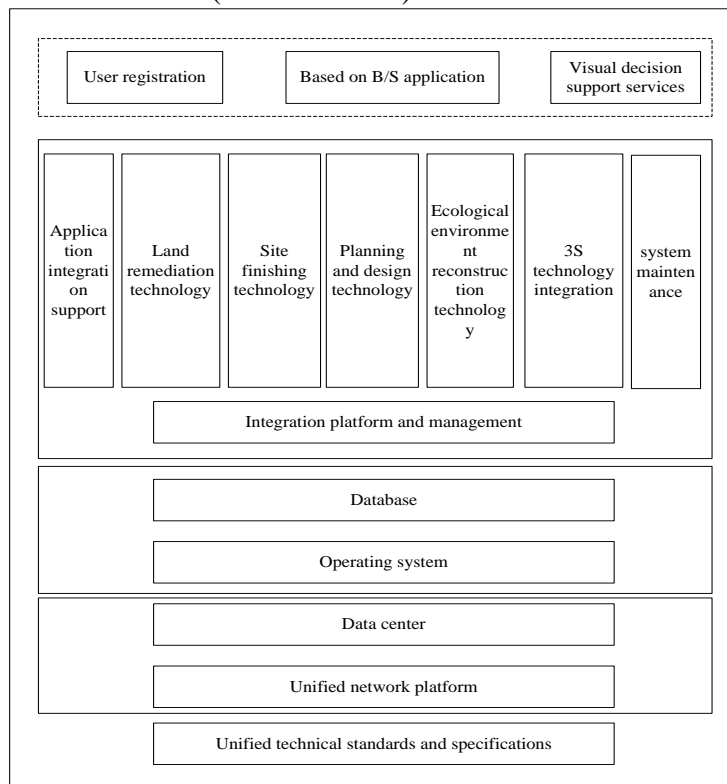 User registration
Based on B/S application
Visual decision
support services
Applica
tion
integrati
on
support
Land
remediation
technology
Site
finishing
technology
Planning
and design
technology
Ecological
environme
nt
reconstruc
tion
technolog
y
3S
technology
integration
system
mainten
ance
Integration platform and management
Database
Operating system
Data center
Unified network platform
Unified technical standards and specifications